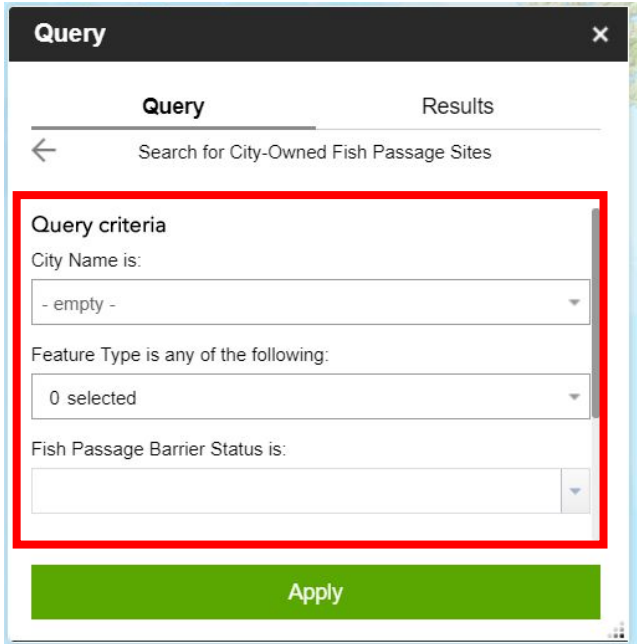 Query
Query Results
Search for City-Owned Fish Passage Sites
Query criteria
City Name is:
- empty -
Feature Type is any of the following:
0 selected
Fish Passage Barrier Status is:
Apply